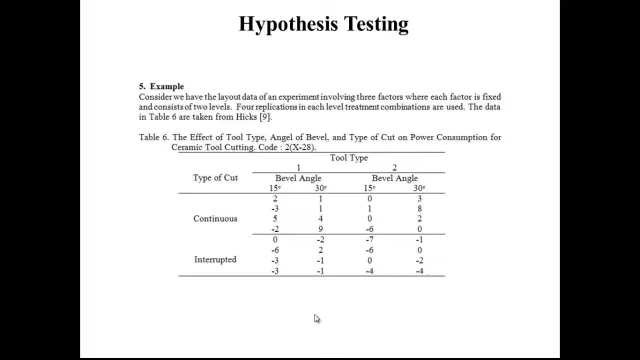 Hypothesis Testing
5. Example
Consider we have the layout data of an experiment involving three factors where each factor is fixed
and consists of two levels. Four replications in each level treatment combinations are used. The data
in Table 6 are taken from Hicks [9].
Table 6. The Effect of Tool Type, Angel of Bevel, and Type of Cut on Power Consumption for
Ceramic Tool Cutting. Code : 2(X-28).
Tool Type
1 2
Type of Cut Bevel Angle Bevel Angle
15º 30º 15º 30º
2 1 0 3
-3 1 1 8
Continuous 5 4 0 2
-2 9 -6 0
0 -2 -7 -1
-6 2 -6 0
Interrupted -3 -1 0 -2
-3 -1 -4 -4